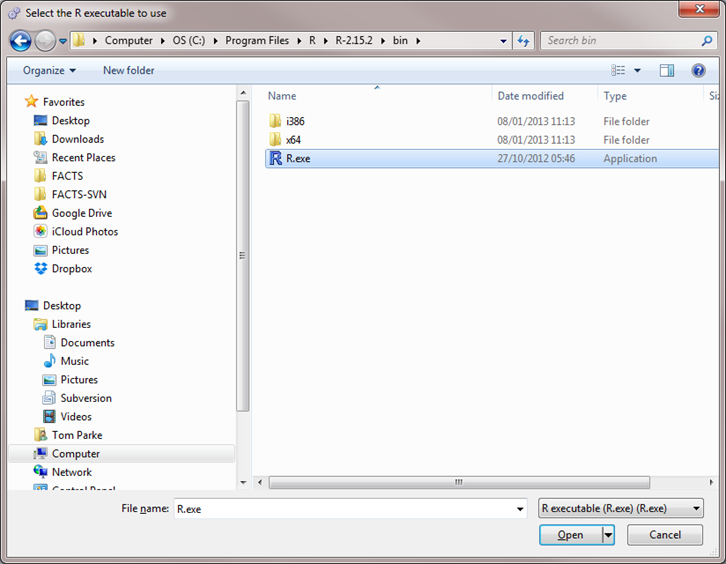 Select the R executable to use
Computer OS (C:) Program Files R R-2.15.2 bin
Search bin
Organize New folder
Favorites
Desktop
Downloads
Recent Places
FACTS
FACTS-SVN
Google Drive
iCloud Photos
Pictures
Dropbox
Desktop
Libraries
Documents
Music
Pictures
Subversion
Videos
Tom Parke
Computer
Network
Control Panel
Name Date modified Type Siz
i386 08/01/2013 11:13 File folder
x64 08/01/2013 11:13 File folder
R.exe 27/10/2012 05:46 Application
File name: R.exe R executable (R.exe) (R.exe)
Open Cancel